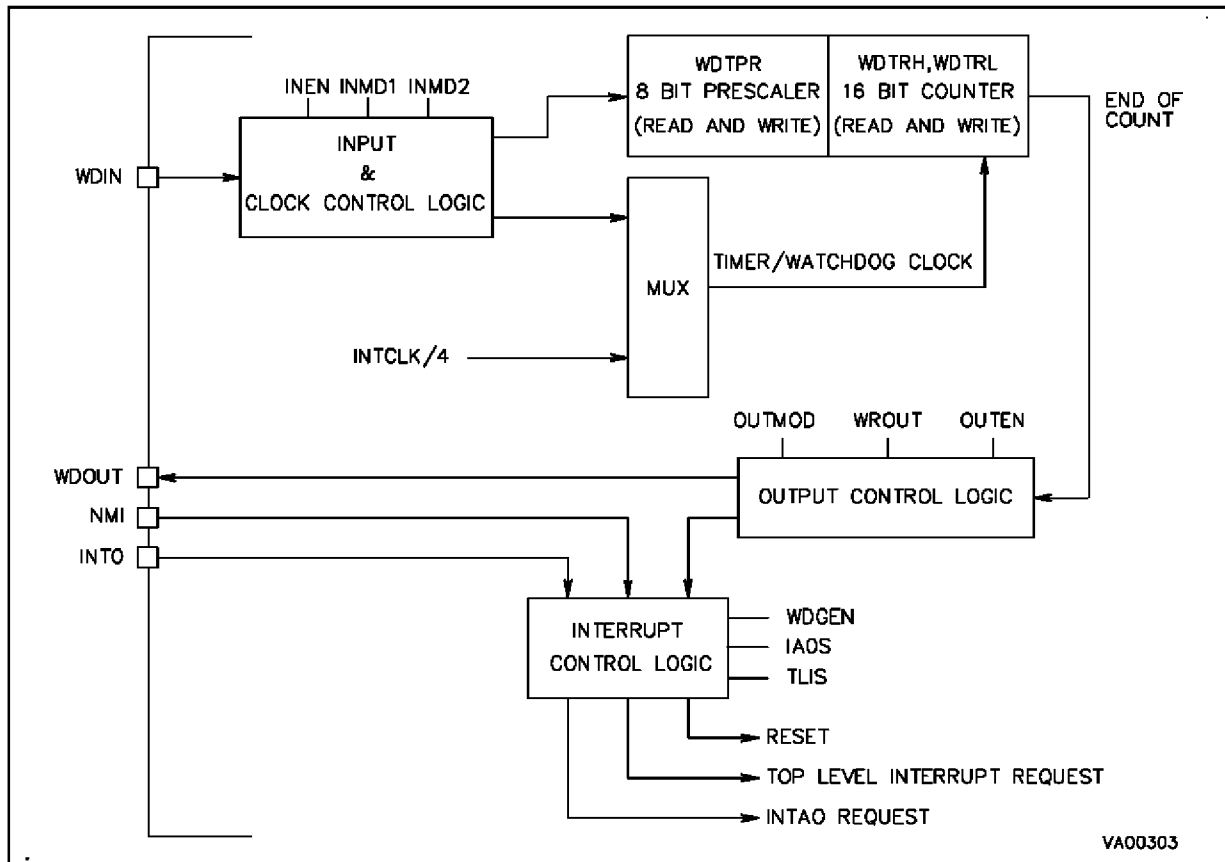 INEN INMD1 INMD2
WDTPR
8 BIT PRESCALER
(READ AND WRITE)
WDTRH,WDTRL
16 BIT COUNTER
(READ AND WRITE)
END OF
COUNT
INPUT
&
CLOCK CONTROL LOGIC
WDIN
MUX
TIMER/WATCHDOG CLOCK
INTCLK/4
OUTMOD WROUT OUTEN
WDOUT
OUTPUT CONTROL LOGIC
NMI
INT0
INTERRUPT
CONTROL LOGIC
WDGEN
IA0S
TLIS
RESET
TOP LEVEL INTERRUPT REQUEST
INTA0 REQUEST
VA00303